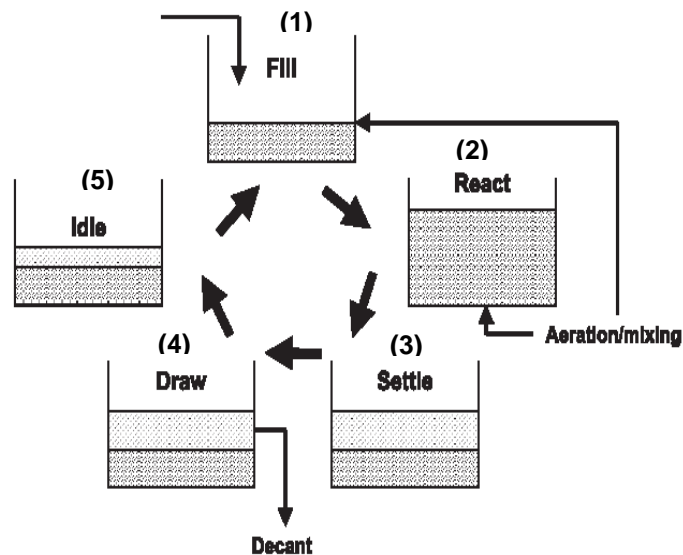 (1)
Fill
(2)
React
(5)
Idle
Aeration/mixing
(4)
(3)
Draw
Settle
Decant